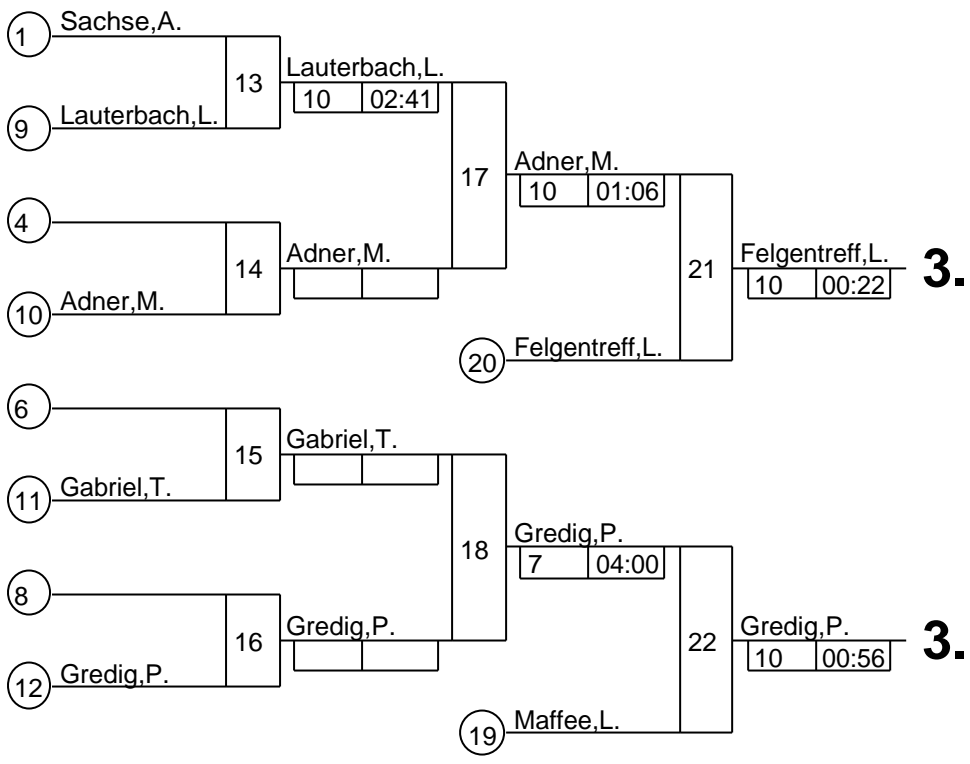 1 Sachse,A.
13
Lauterbach,L.
10 02:41
9 Lauterbach,L.
17
Adner,M.
10 01:06
4
14
Adner,M.
10 Adner,M.
21
Felgentreff,L.
10 00:22
3.
20 Felgentreff,L.
6
15
Gabriel,T.
11 Gabriel,T.
18
Gredig,P.
7 04:00
8
16
Gredig,P.
12 Gredig,P.
22
Gredig,P.
10 00:56
3.
19 Maffee,L.